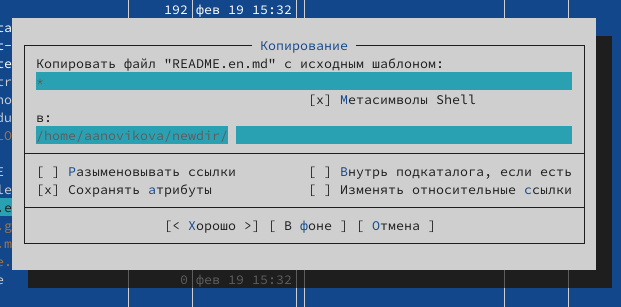 192 фев 19 15:32
Копирование
Копировать файл "README.en.md" с исходным шаблоном:
*
[x] Метасимволы Shell
в:
/home/aanovikova/newdir/
[ ] Разыменовывать ссылки [ ] Внутрь подкаталога, если есть
[x] Сохранять атрибуты [ ] Изменять относительные ссылки
[< Хорошо >] [ В фоне ] [ Отмена ]
0 фев 19 15:32